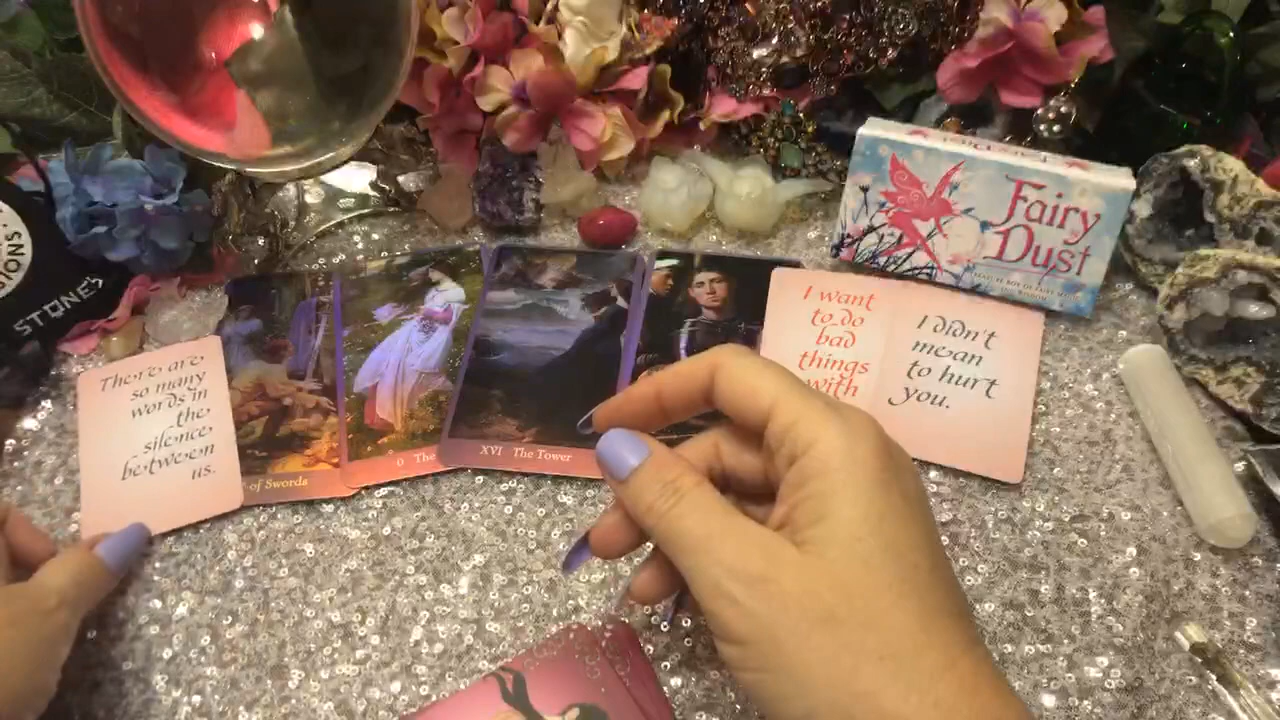 STONES
There are
so many
words in
the
silence
between
us.
of Swords
0 The
XVI The Tower
I want
to do
bad
things
with
I didn't
mean
to hurt
you.
Fairy
Dust